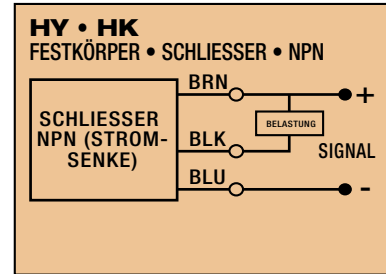 HY • HK
FESTKÖRPER • SCHLIESSER • NPN
BRN
+
SCHLIESSER
NPN (STROM-
SENKE)
BELASTUNG
BLK
SIGNAL
BLU
-